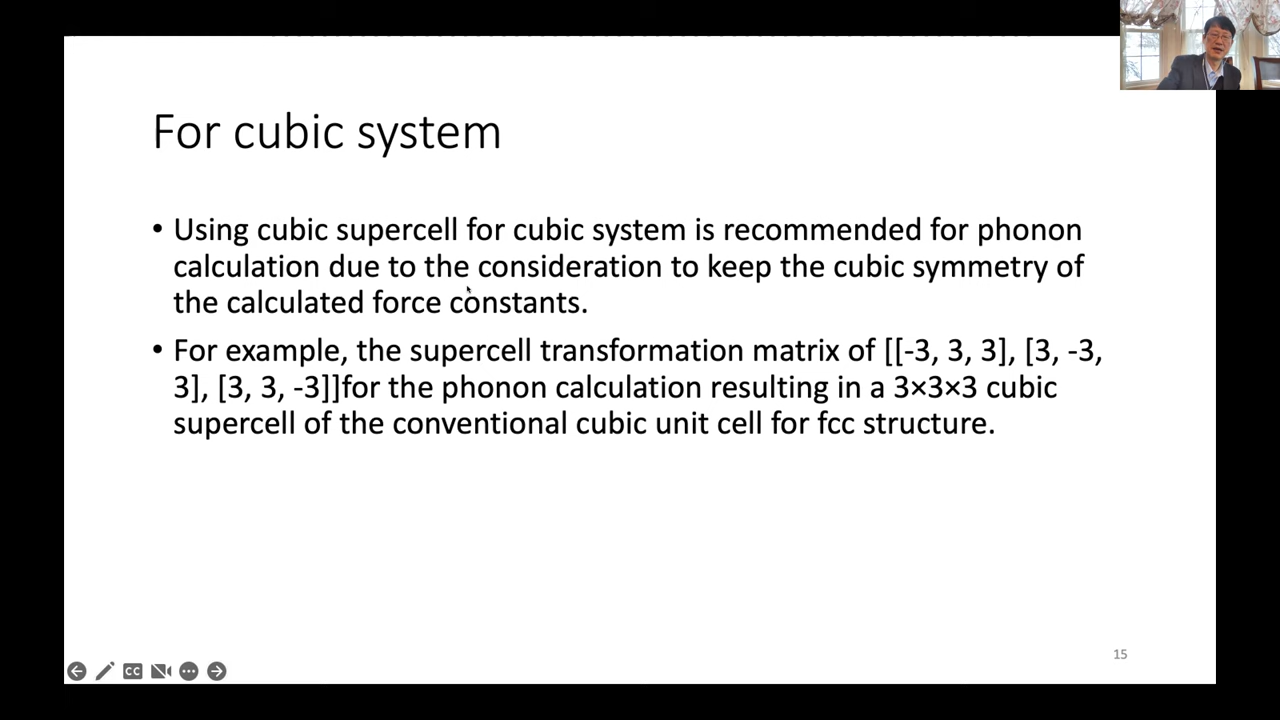 For cubic system
• Using cubic supercell for cubic system is recommended for phonon
calculation due to the consideration to keep the cubic symmetry of
the calculated force constants.
• For example, the supercell transformation matrix of [[-3, 3, 3], [3, -3,
3], [3, 3, -3]]for the phonon calculation resulting in a 3×3×3 cubic
supercell of the conventional cubic unit cell for fcc structure.
15
CC